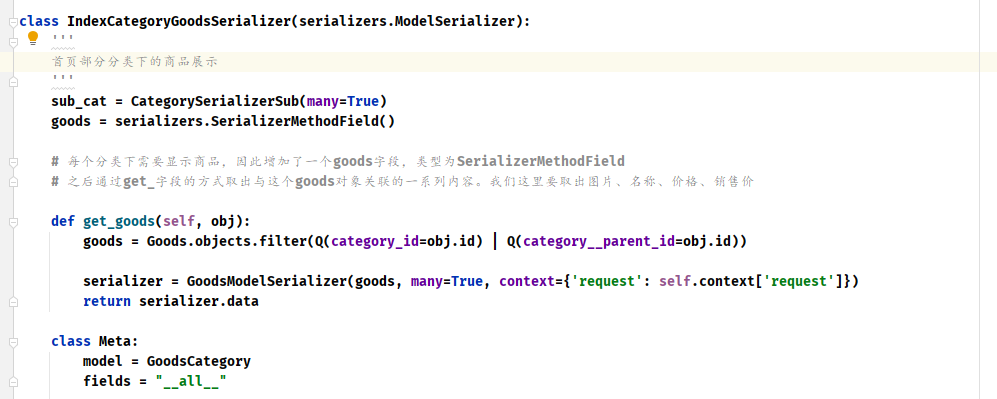 class IndexCategoryGoodsSerializer(serializers.ModelSerializer):
    '''
    首页部分分类下的商品展示
    '''
    sub_cat = CategorySerializerSub(many=True)
    goods = serializers.SerializerMethodField()
    # 每个分类下需要显示商品，因此增加了一个goods字段，类型为SerializerMethodField
    # 之后通过get_字段的方式取出与这个goods对象关联的一系列内容。我们这里要取出图片、名称、价格、销售价
    def get_goods(self, obj):
        goods = Goods.objects.filter(Q(category_id=obj.id) | Q(category__parent_id=obj.id))
        serializer = GoodsModelSerializer(goods, many=True, context={'request': self.context['request']})
        return serializer.data
    class Meta:
        model = GoodsCategory
        fields = "__all__"